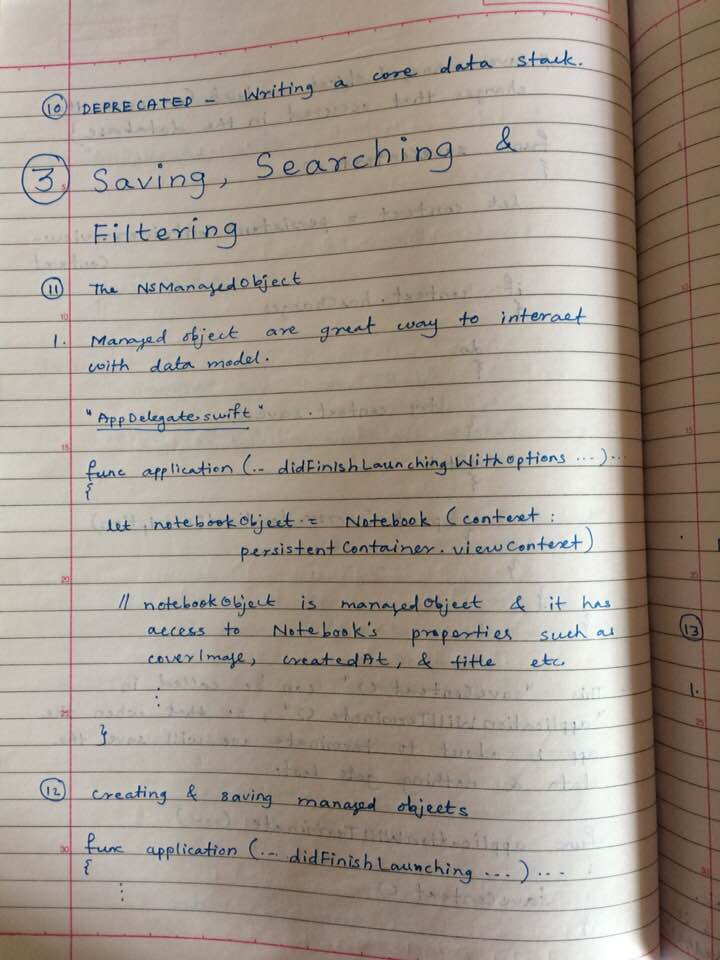 10 DEPRECATED - Writing a core data stack.
3 Saving, Searching &
Filtering
11 The NSManagedObject
1. Managed object are great way to interact
with data model.
"AppDelegate.swift"
func application (... didFinishLaunchingWithOptions ...) ...
{
let notebookObject = Notebook (context :
persistentContainer.viewContext)
// notebookObject is managedObject & it has
access to Notebook's properties such as
coverImage, createdAt, & title etc.
⋮
}
12 creating & saving managed objects
func application (... didFinishLaunching ...) ...
{
⋮
13
1.